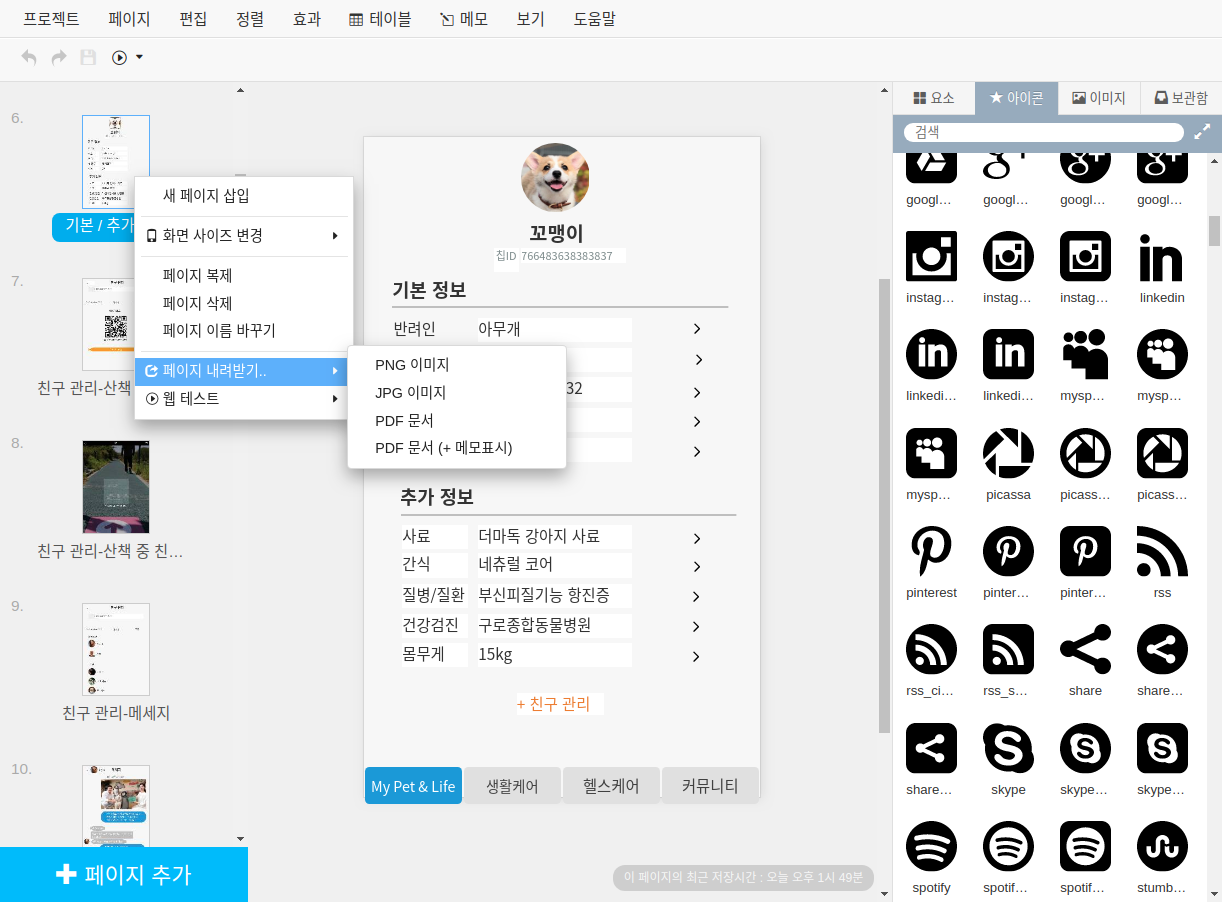 프로젝트 페이지 편집 정렬 효과 테이블 메모 보기 도움말
요소 아이콘 이미지 보관함
검색
6.
기본 / 추가
7.
친구 관리-산책
8.
친구 관리-산책 중 친…
9.
친구 관리-메세지
10.
페이지 추가
새 페이지 삽입
화면 사이즈 변경
페이지 복제
페이지 삭제
페이지 이름 바꾸기
페이지 내려받기..
웹 테스트
PNG 이미지
JPG 이미지
PDF 문서
PDF 문서 (+ 메모표시)
꼬맹이
칩ID 766483638383837
기본 정보
반려인 아무개
32
추가 정보
사료 더마독 강아지 사료
간식 네츄럴 코어
질병/질환 부신피질기능 항진증
건강검진 구로종합동물병원
몸무게 15kg
+ 친구 관리
My Pet & Life 생활케어 헬스케어 커뮤니티
이 페이지의 최근 저장시간 : 오늘 오후 1시 49분
googl… googl… googl… googl…
instag… instag… instag… linkedin
linkedi… linkedi… mysp… mysp…
mysp… picassa picass… picass…
pinterest pinter… pinter… rss
rss_ci… rss_s… share share…
share… skype skype… skype…
spotify spotif… spotif… stumb…